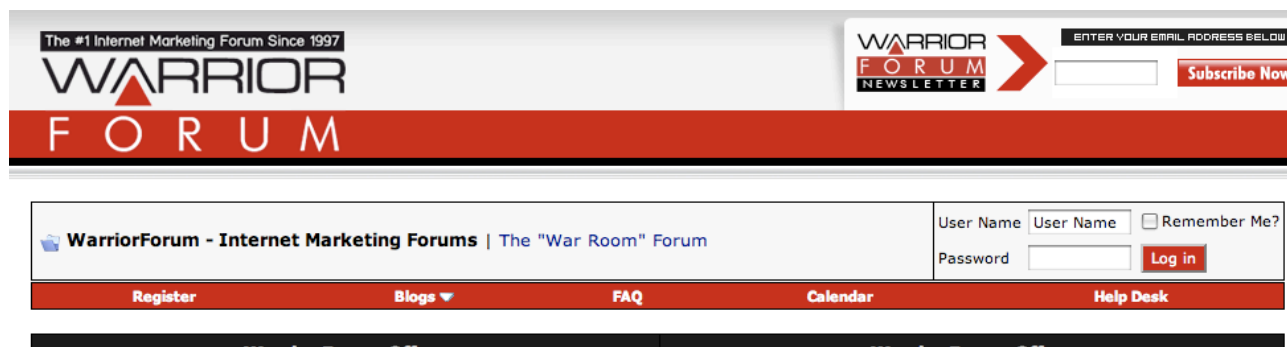 The #1 Internet Marketing Forum Since 1997
WARRIOR
FORUM
WARRIOR
FORUM
NEWSLETTER
ENTER YOUR EMAIL ADDRESS BELOW
Subscribe Now
WarriorForum - Internet Marketing Forums | The "War Room" Forum
User Name User Name Remember Me?
Password Log in
Register Blogs FAQ Calendar Help Desk